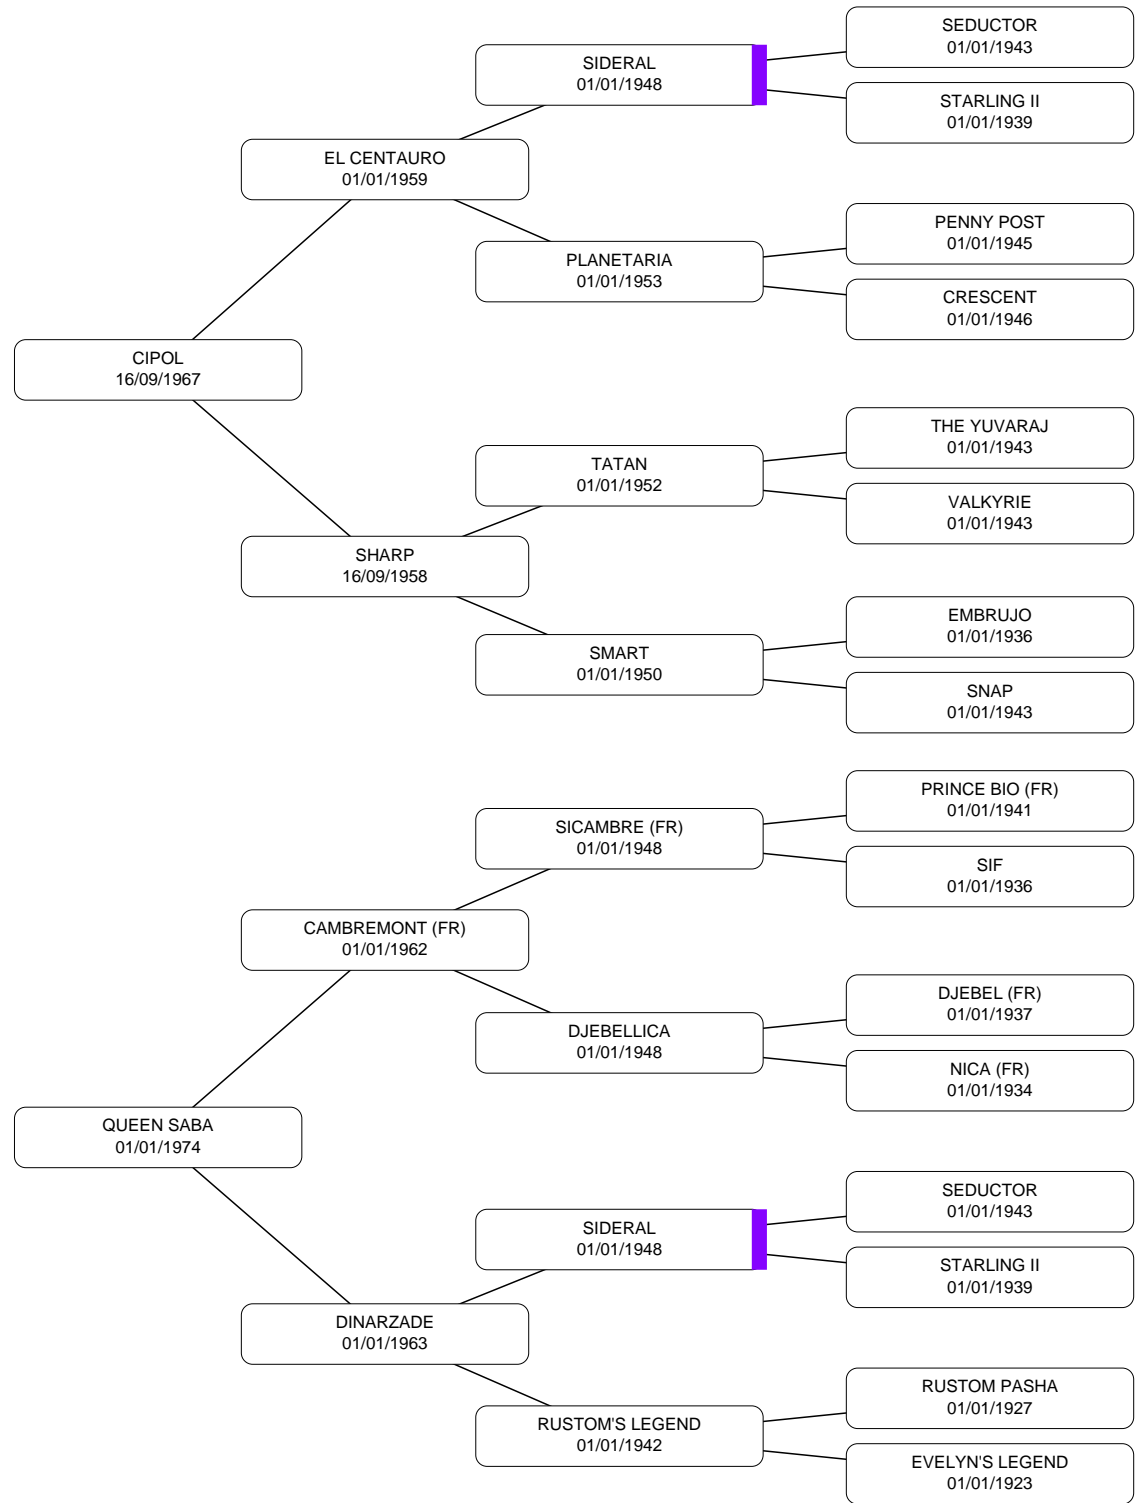 SEDUCTOR
01/01/1943
SIDERAL
01/01/1948
STARLING II
01/01/1939
EL CENTAURO
01/01/1959
PENNY POST
01/01/1945
PLANETARIA
01/01/1953
CRESCENT
01/01/1946
CIPOL
16/09/1967
THE YUVARAJ
01/01/1943
TATAN
01/01/1952
VALKYRIE
01/01/1943
SHARP
16/09/1958
EMBRUJO
01/01/1936
SMART
01/01/1950
SNAP
01/01/1943
PRINCE BIO (FR)
01/01/1941
SICAMBRE (FR)
01/01/1948
SIF
01/01/1936
CAMBREMONT (FR)
01/01/1962
DJEBEL (FR)
01/01/1937
DJEBELLICA
01/01/1948
NICA (FR)
01/01/1934
QUEEN SABA
01/01/1974
SEDUCTOR
01/01/1943
SIDERAL
01/01/1948
STARLING II
01/01/1939
DINARZADE
01/01/1963
RUSTOM PASHA
01/01/1927
RUSTOM'S LEGEND
01/01/1942
EVELYN'S LEGEND
01/01/1923